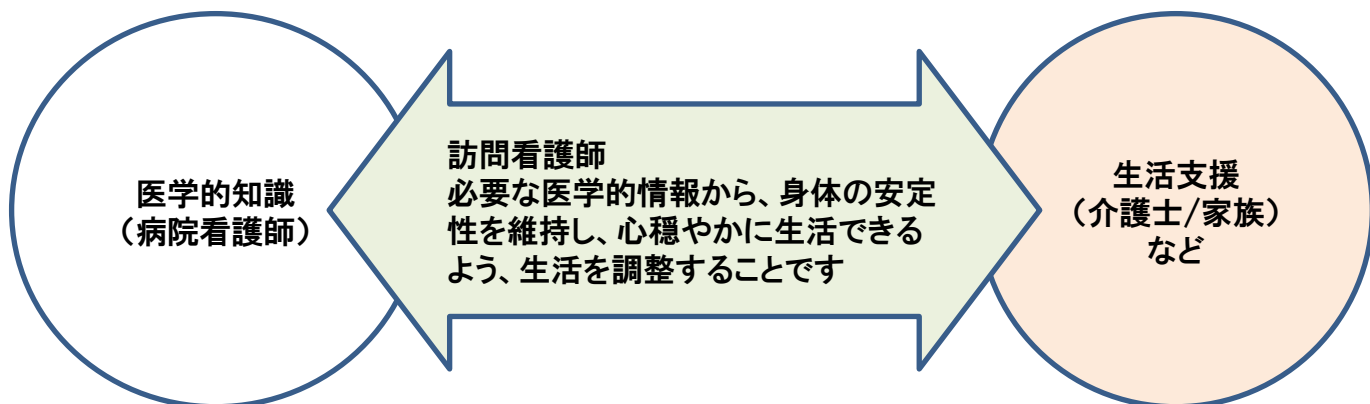 医学的知識
（病院看護師）
訪問看護師
必要な医学的情報から、身体の安定
性を維持し、心穏やかに生活できる
よう、生活を調整することです
生活支援
（介護士/家族）
など